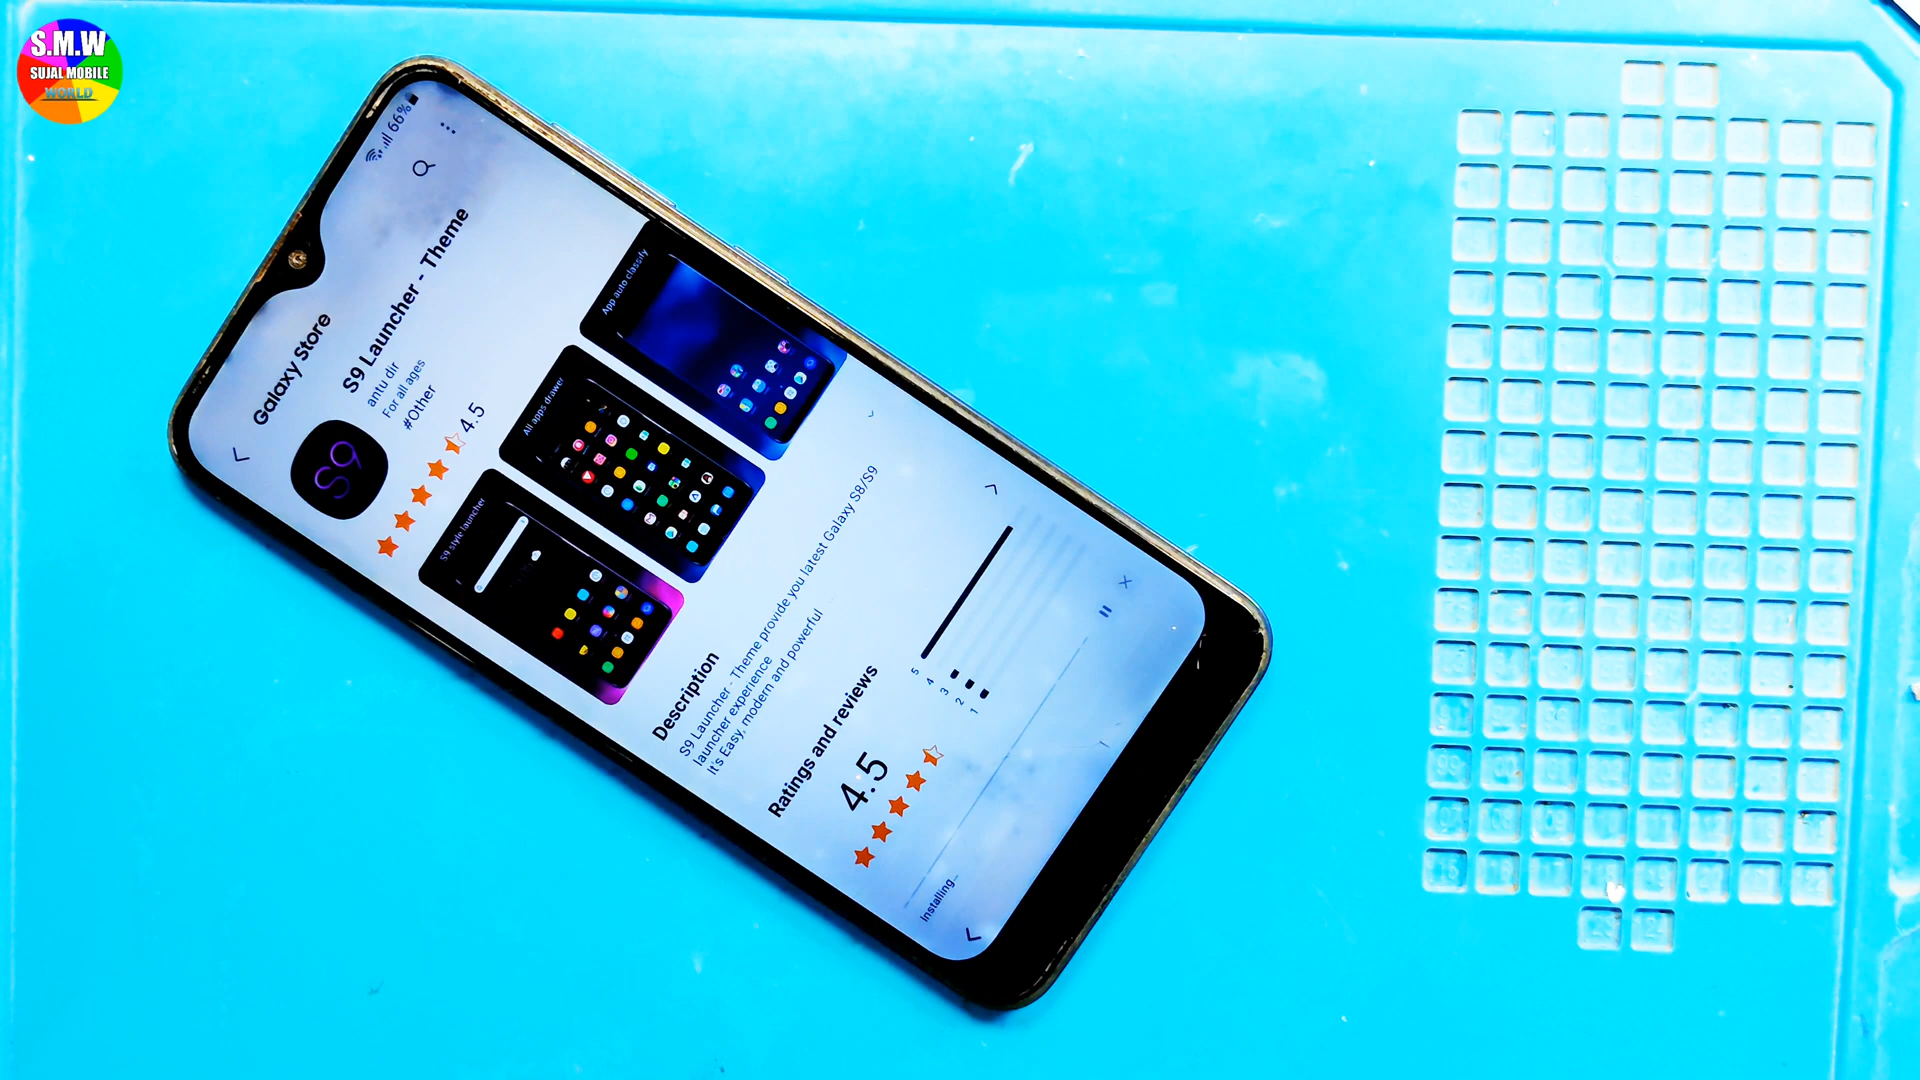 S.M.W
SUJAL MOBILE
WORLD
66%
Galaxy Store
S9 Launcher - Theme
antu dir
For all ages
#Other
S9
4.5
S9 style launcher
All apps drawer
App auto classify
Description
S9 Launcher - Theme provide you latest Galaxy S8/S9
launcher experience
It's Easy, modern and powerful
Ratings and reviews
4.5
5
4
3
2
1
Installing...